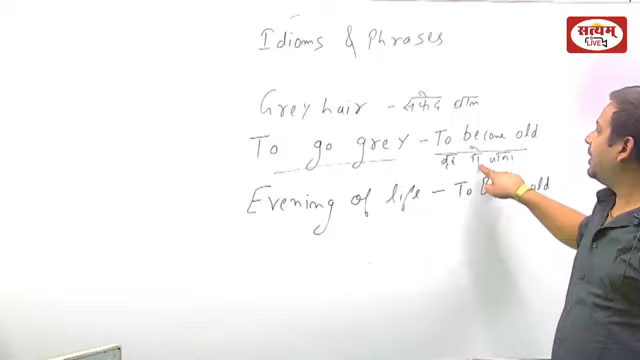 सत्यम्
LIVE
Idioms & Phrases
Grey hair - सफेद बाल
To go grey - To become old
हो जाना
Evening of life - To old